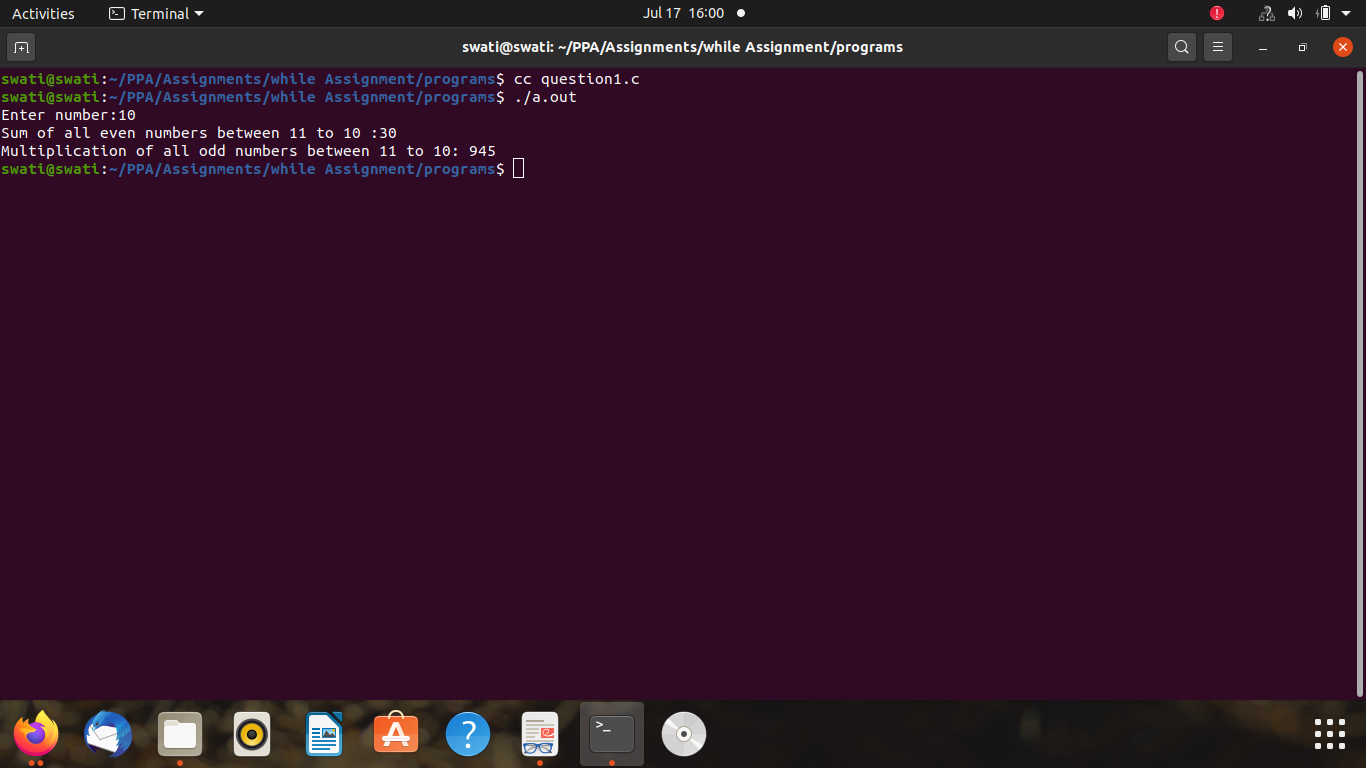 Activities Terminal Jul 17 16:00
swati@swati: ~/PPA/Assignments/while Assignment/programs
swati@swati:~/PPA/Assignments/while Assignment/programs$ cc question1.c
swati@swati:~/PPA/Assignments/while Assignment/programs$ ./a.out
Enter number:10
Sum of all even numbers between 11 to 10 :30
Multiplication of all odd numbers between 11 to 10: 945
swati@swati:~/PPA/Assignments/while Assignment/programs$